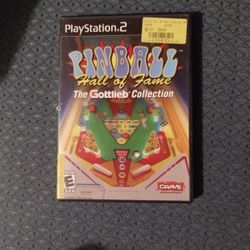 PlayStation 2
PINBALL
Hall of Fame
The Gottlieb Collection
E
CRAVE